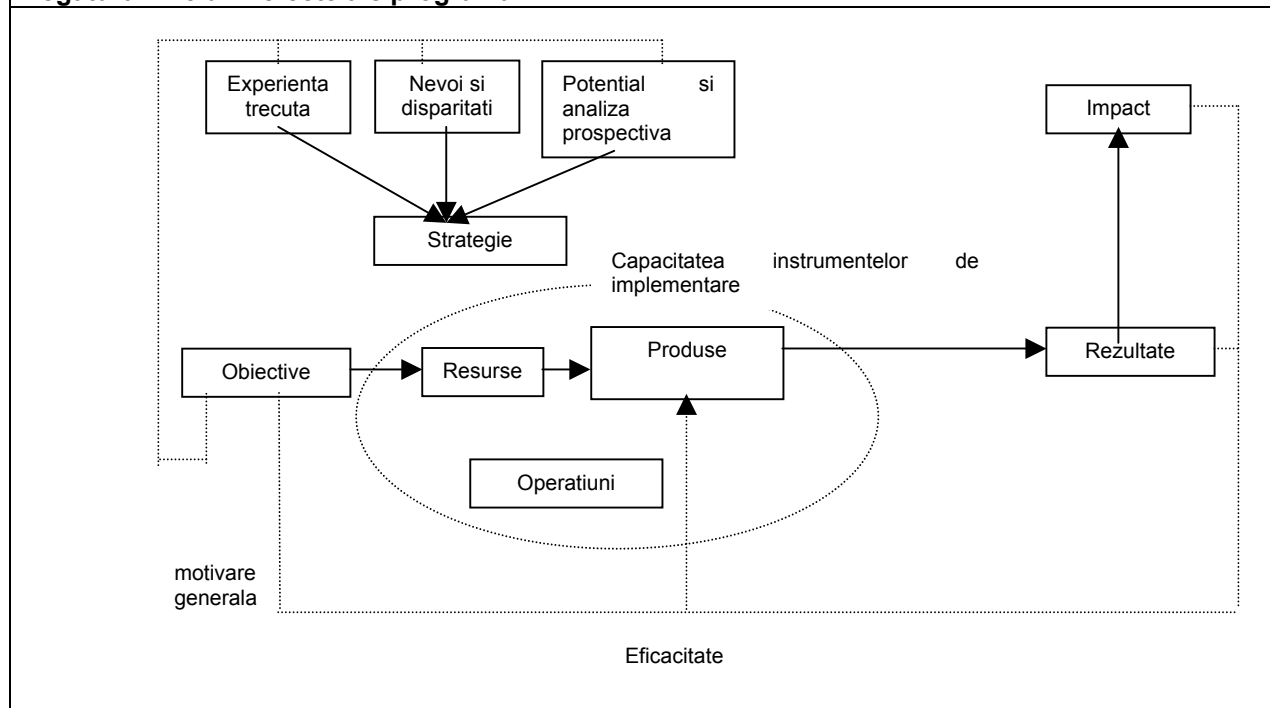 Experienta
trecuta
Nevoi si
disparitati
Potential si
analiza
prospectiva
Impact
Strategie
Capacitatea instrumentelor de
implementare
Obiective
Resurse
Produse
Rezultate
Operatiuni
motivare
generala
Eficacitate